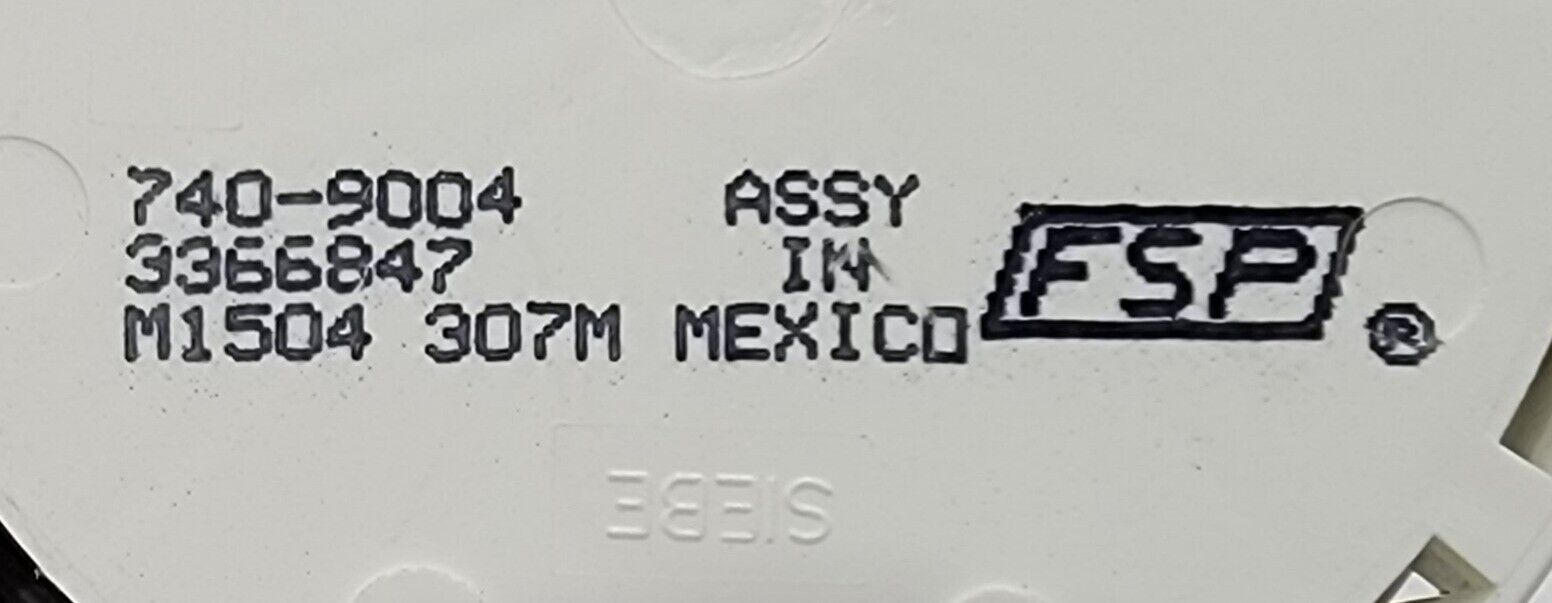 740-9004 ASSY
3366847 IN
M1504 307M MEXICO
FSP ®
SIEBE